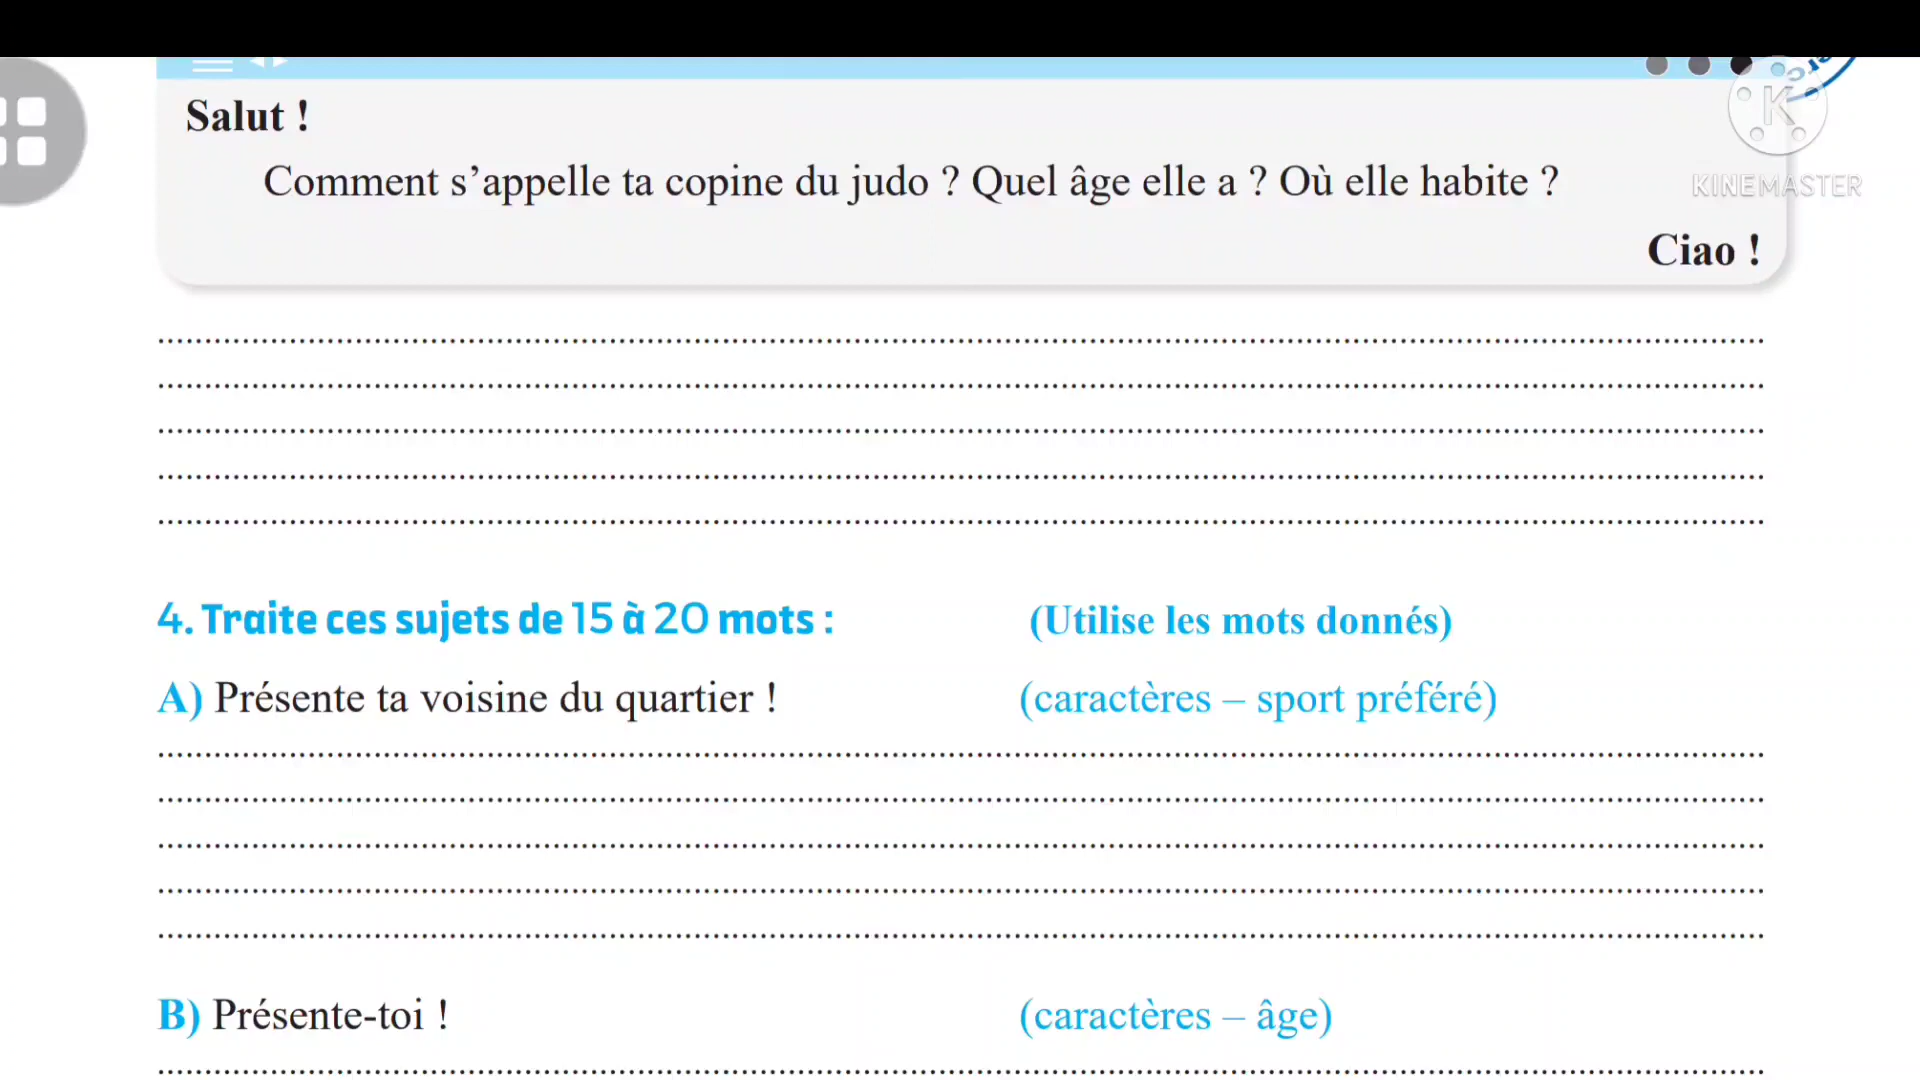 Salut !
Comment s’appelle ta copine du judo ? Quel âge elle a ? Où elle habite ?
KINEMASTER
Ciao !
4. Traite ces sujets de 15 à 20 mots : (Utilise les mots donnés)
A) Présente ta voisine du quartier ! (caractères – sport préféré)
B) Présente-toi ! (caractères – âge)